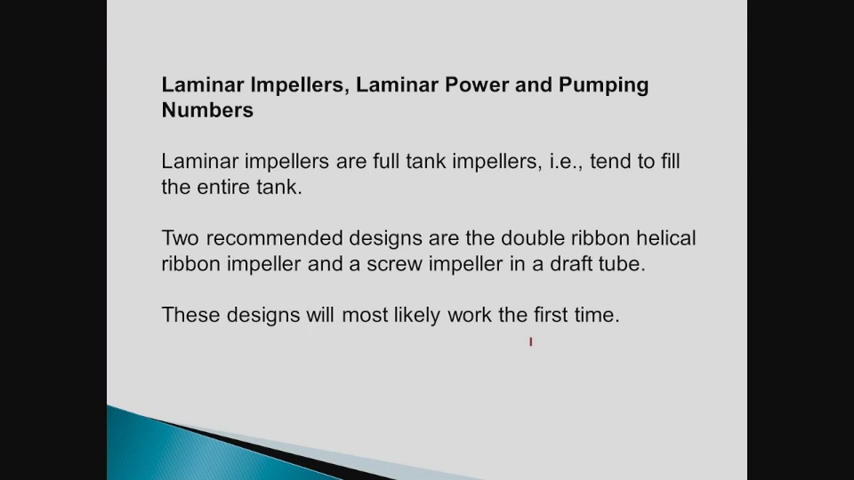 Laminar Impellers, Laminar Power and Pumping
Numbers
Laminar impellers are full tank impellers, i.e., tend to fill
the entire tank.
Two recommended designs are the double ribbon helical
ribbon impeller and a screw impeller in a draft tube.
These designs will most likely work the first time.